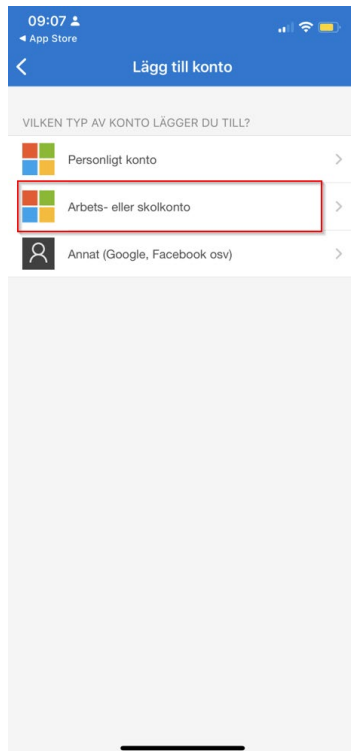 09:07
◄ App Store
Lägg till konto
VILKEN TYP AV KONTO LÄGGER DU TILL?
Personligt konto
Arbets- eller skolkonto
Annat (Google, Facebook osv)